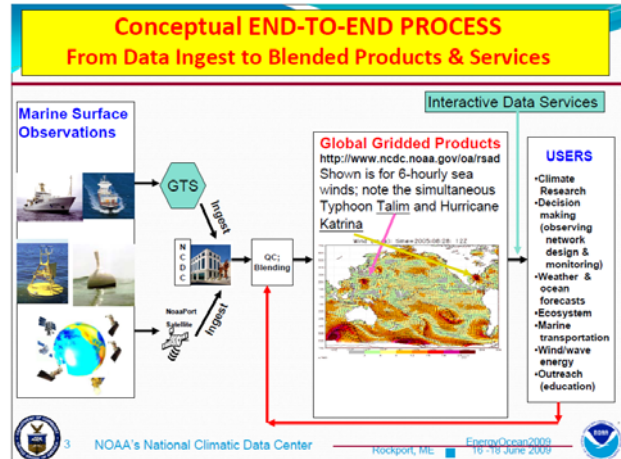 Conceptual END-TO-END PROCESS
From Data Ingest to Blended Products & Services
Interactive Data Services
Marine Surface
Observations
GTS
Ingest
NCDC
NoaaPort
Satellite
Ingest
QC;
Blending
Global Gridded Products
http://www.ncdc.noaa.gov/oa/rsad
Shown is for 6-hourly sea
winds; note the simultaneous
Typhoon Talim and Hurricane
Katrina
USERS
•Climate
Research
•Decision
making
(observing
network
design &
monitoring)
•Weather &
ocean
forecasts
•Ecosystem
•Marine
transportation
•Wind/wave
energy
•Outreach
(education)
3
NOAA's National Climatic Data Center
Rockport, ME
EnergyOcean2009
16 -18 June 2009